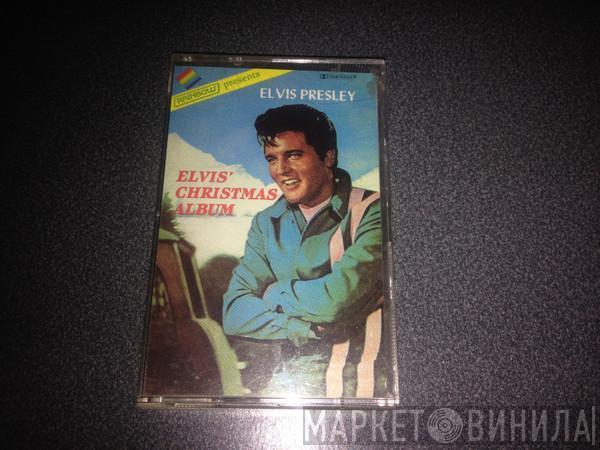 RAINBOW presents
ELVIS PRESLEY
ELVIS'
CHRISTMAS
ALBUM
МАРКЕТ ВИНИЛА